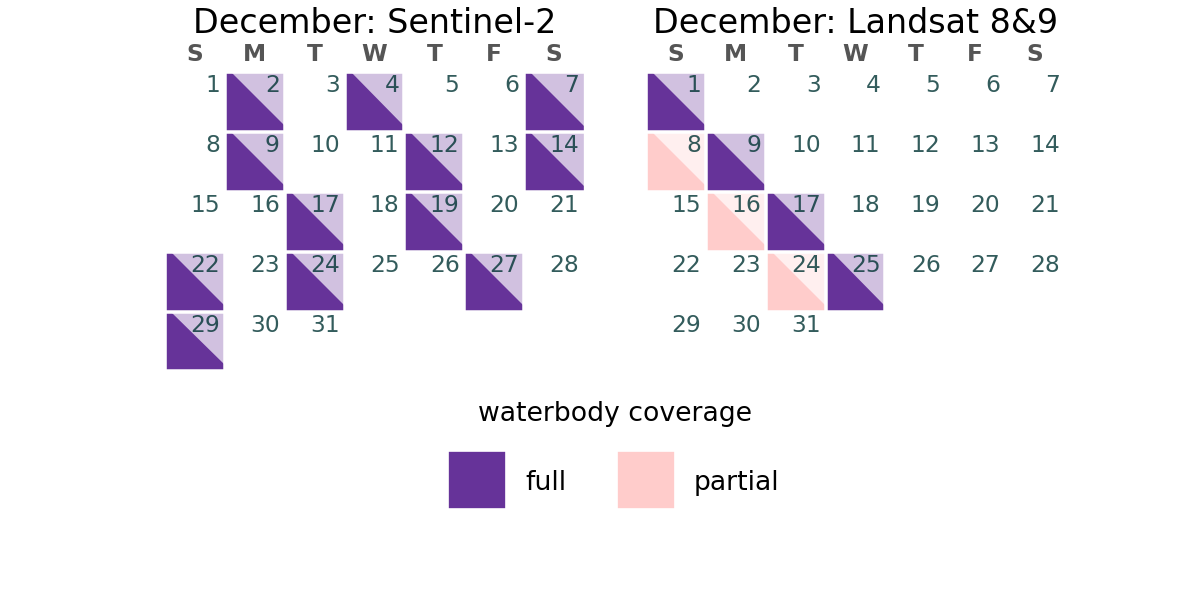 December: Sentinel-2
S M T W T F S
1 2 3 4 5 6 7
8 9 10 11 12 13 14
15 16 17 18 19 20 21
22 23 24 25 26 27 28
29 30 31
December: Landsat 8&9
S M T W T F S
1 2 3 4 5 6 7
8 9 10 11 12 13 14
15 16 17 18 19 20 21
22 23 24 25 26 27 28
29 30 31
waterbody coverage
full
partial